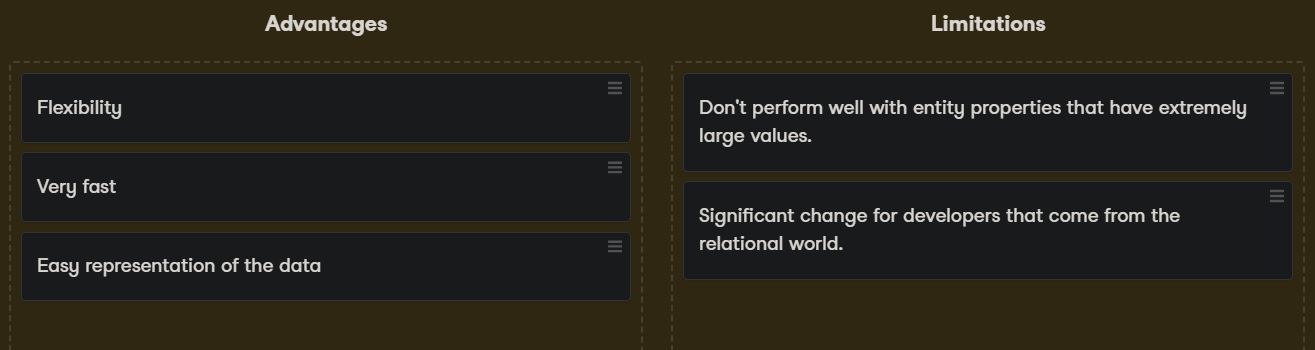 Advantages
Flexibility
Very fast
Easy representation of the data
Limitations
Don't perform well with entity properties that have extremely
large values.
Significant change for developers that come from the
relational world.